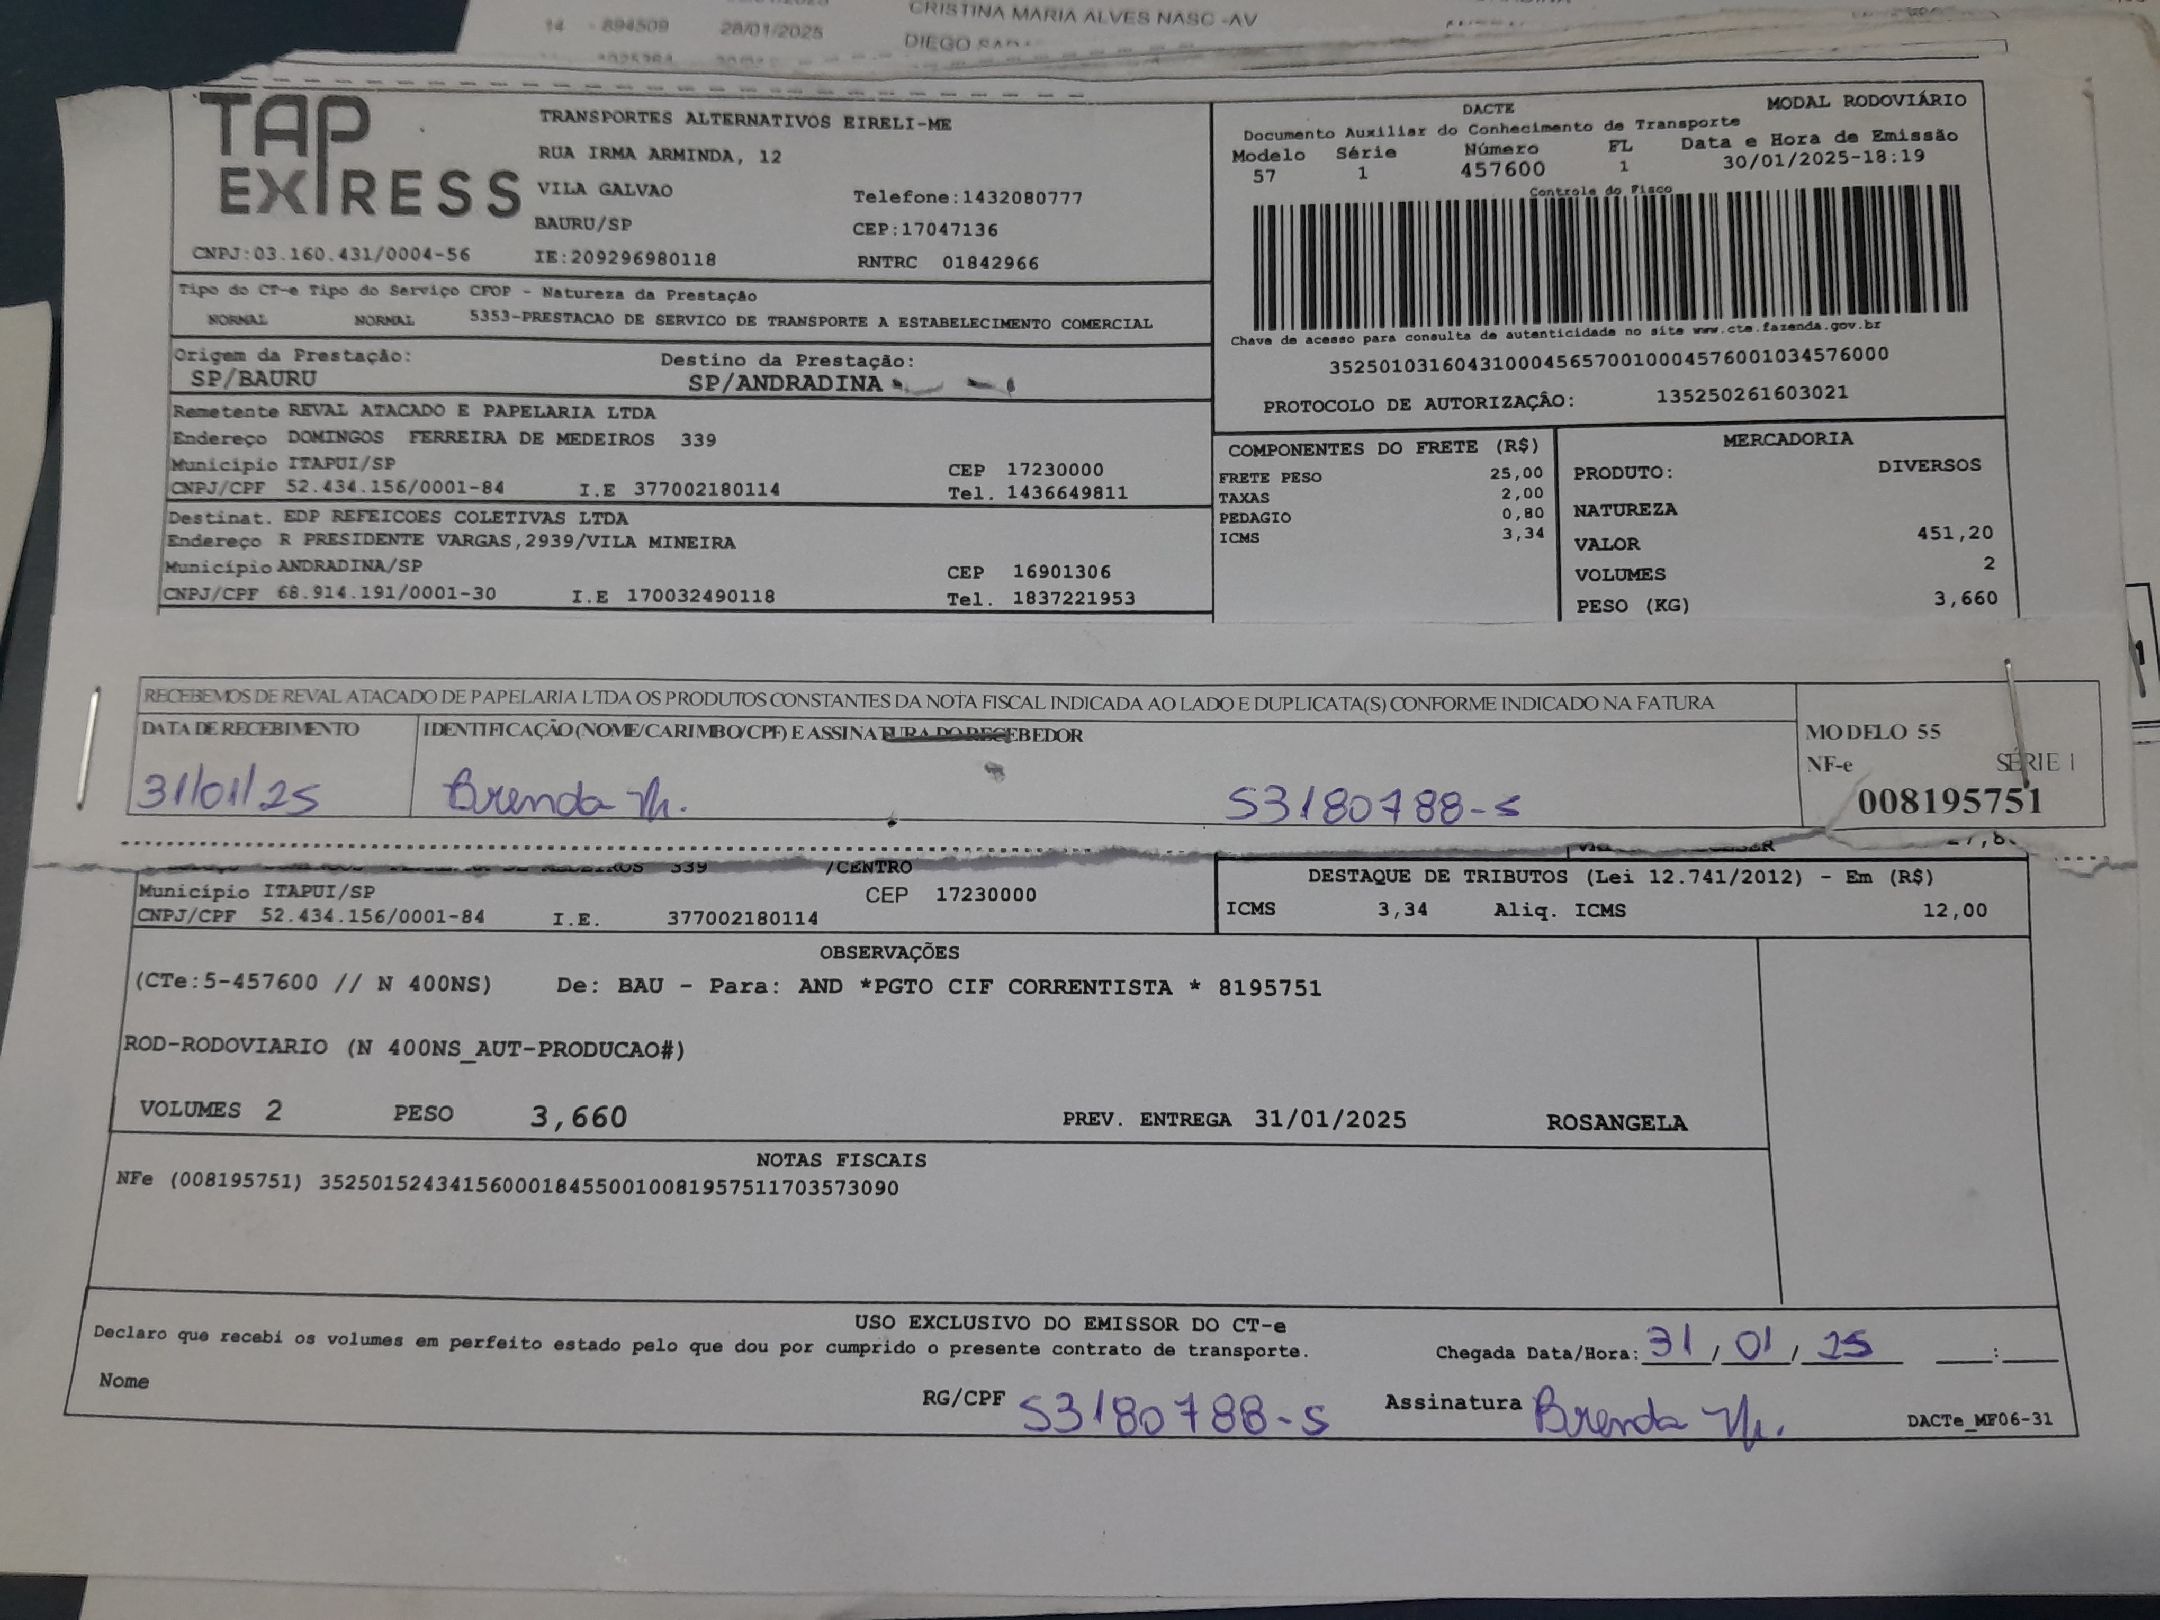 CRISTINA MARIA ALVES NASC -AV
14 - 894509 28/01/2025
DIEGO
TAP EXPRESS
TRANSPORTES ALTERNATIVOS EIRELI-ME
RUA IRMA ARMINDA, 12
VILA GALVAO Telefone:1432080777
BAURU/SP CEP:17047136
CNPJ:03.160.431/0004-56 IE:209296980118 RNTRC 01842966
DACTE MODAL RODOVIÁRIO
Documento Auxiliar do Conhecimento de Transporte
Modelo Série Número FL Data e Hora de Emissão
57 1 457600 1 30/01/2025-18:19
Controle do Fisco
Chave de acesso para consulta de autenticidade no site www.cte.fazenda.gov.br
35250103160431000456570010004576001034576000
PROTOCOLO DE AUTORIZAÇÃO: 135250261603021
Tipo do CT-e Tipo do Serviço CFOP - Natureza da Prestação
NORMAL NORMAL 5353-PRESTACAO DE SERVICO DE TRANSPORTE A ESTABELECIMENTO COMERCIAL
Origem da Prestação: Destino da Prestação:
SP/BAURU SP/ANDRADINA
Remetente REVAL ATACADO E PAPELARIA LTDA
Endereço DOMINGOS FERREIRA DE MEDEIROS 339
Município ITAPUI/SP CEP 17230000
CNPJ/CPF 52.434.156/0001-84 I.E 377002180114 Tel. 1436649811
Destinat. EDP REFEICOES COLETIVAS LTDA
Endereço R PRESIDENTE VARGAS,2939/VILA MINEIRA
Município ANDRADINA/SP CEP 16901306
CNPJ/CPF 68.914.191/0001-30 I.E 170032490118 Tel. 1837221953
COMPONENTES DO FRETE (R$)
FRETE PESO 25,00
TAXAS 2,00
PEDAGIO 0,80
ICMS 3,34
MERCADORIA
PRODUTO: DIVERSOS
NATUREZA
VALOR 451,20
VOLUMES 2
PESO (KG) 3,660
RECEBEMOS DE REVAL ATACADO DE PAPELARIA LTDA OS PRODUTOS CONSTANTES DA NOTA FISCAL INDICADA AO LADO E DUPLICATA(S) CONFORME INDICADO NA FATURA
DATA DE RECEBIMENTO IDENTIFICAÇÃO (NOME/CARIMBO/CPF) E ASSINATURA DO RECEBEDOR
31/01/25 Brenda M. 53180788-5
MODELO 55
NF-e SÉRIE 1
008195751
339 /CENTRO
Município ITAPUI/SP CEP 17230000
CNPJ/CPF 52.434.156/0001-84 I.E. 377002180114
DESTAQUE DE TRIBUTOS (Lei 12.741/2012) - Em (R$)
ICMS 3,34 Aliq. ICMS 12,00
OBSERVAÇÕES
(CTe:5-457600 // N 400NS) De: BAU - Para: AND *PGTO CIF CORRENTISTA * 8195751
ROD-RODOVIARIO (N 400NS_AUT-PRODUCAO#)
VOLUMES 2 PESO 3,660 PREV. ENTREGA 31/01/2025 ROSANGELA
NOTAS FISCAIS
NFe (008195751) 35250152434156000184550010081957511703573090
USO EXCLUSIVO DO EMISSOR DO CT-e
Declaro que recebi os volumes em perfeito estado pelo que dou por cumprido o presente contrato de transporte.
Chegada Data/Hora: 31/01/25 ___:___
Nome RG/CPF 53180788-5 Assinatura Brenda M. DACTe_MF06-31